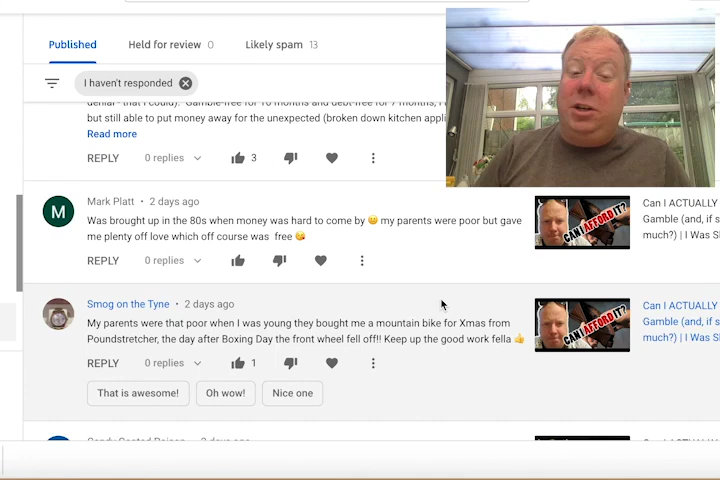 Published Held for review 0 Likely spam 13
I haven't responded
denial- that I could). Gamble-free for 10 months and debt-free for 7 months, I
but still able to put money away for the unexpected (broken down kitchen appli
Read more
REPLY 0 replies 3
Mark Platt • 2 days ago
Was brought up in the 80s when money was hard to come by 😑 my parents were poor but gave
me plenty off love which off course was free 😘
REPLY 0 replies
M
CAN I AFFORD IT?
Can I ACTUALLY
Gamble (and, if s
much?) | I Was S
Smog on the Tyne • 2 days ago
My parents were that poor when I was young they bought me a mountain bike for Xmas from
Poundstretcher, the day after Boxing Day the front wheel fell off!! Keep up the good work fella 👍
REPLY 0 replies 1
That is awesome! Oh wow! Nice one
CAN I AFFORD IT?
Can I ACTUALLY
Gamble (and, if s
much?) | I Was S